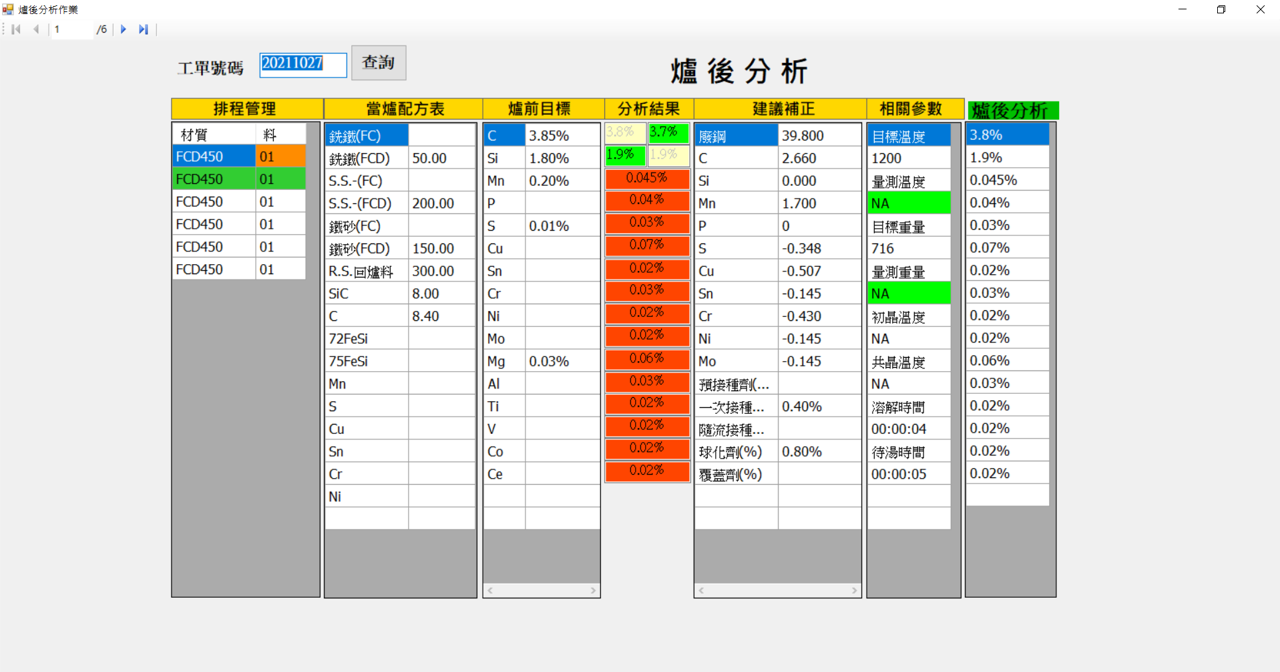 爐後分析作業
1 /6
工單號碼 20211027 查詢
爐後分析
排程管理 當爐配方表 爐前目標 分析結果 建議補正 相關參數 爐後分析
材質 料 銑鐵(FC) C 3.85% 3.8% 3.7% 廢鋼 39.800 目標溫度 3.8%
FCD450 01 銑鐵(FCD) 50.00 Si 1.80% 1.9% 1.9% C 2.660 1200 1.9%
FCD450 01 S.S.-(FC) Mn 0.20% 0.045% Si 0.000 量測溫度 0.045%
FCD450 01 S.S.-(FCD) 200.00 P 0.04% Mn 1.700 NA 0.04%
FCD450 01 鐵砂(FC) S 0.01% 0.03% P 0 目標重量 0.03%
FCD450 01 鐵砂(FCD) 150.00 Cu 0.07% S -0.348 716 0.07%
FCD450 01 R.S.回爐料 300.00 Sn 0.02% Cu -0.507 量測重量 0.02%
SiC 8.00 Cr 0.03% Sn -0.145 NA 0.03%
C 8.40 Ni 0.02% Cr -0.430 初晶溫度 0.02%
72FeSi Mo 0.02% Ni -0.145 NA 0.02%
75FeSi Mg 0.03% 0.06% Mo -0.145 共晶溫度 0.06%
Mn Al 0.03% 預接種劑(... NA 0.03%
S Ti 0.02% 一次接種... 0.40% 溶解時間 0.02%
Cu V 0.02% 隨流接種... 00:00:04 0.02%
Sn Co 0.02% 球化劑(%) 0.80% 待湯時間 0.02%
Cr Ce 0.02% 覆蓋劑(%) 00:00:05 0.02%
Ni